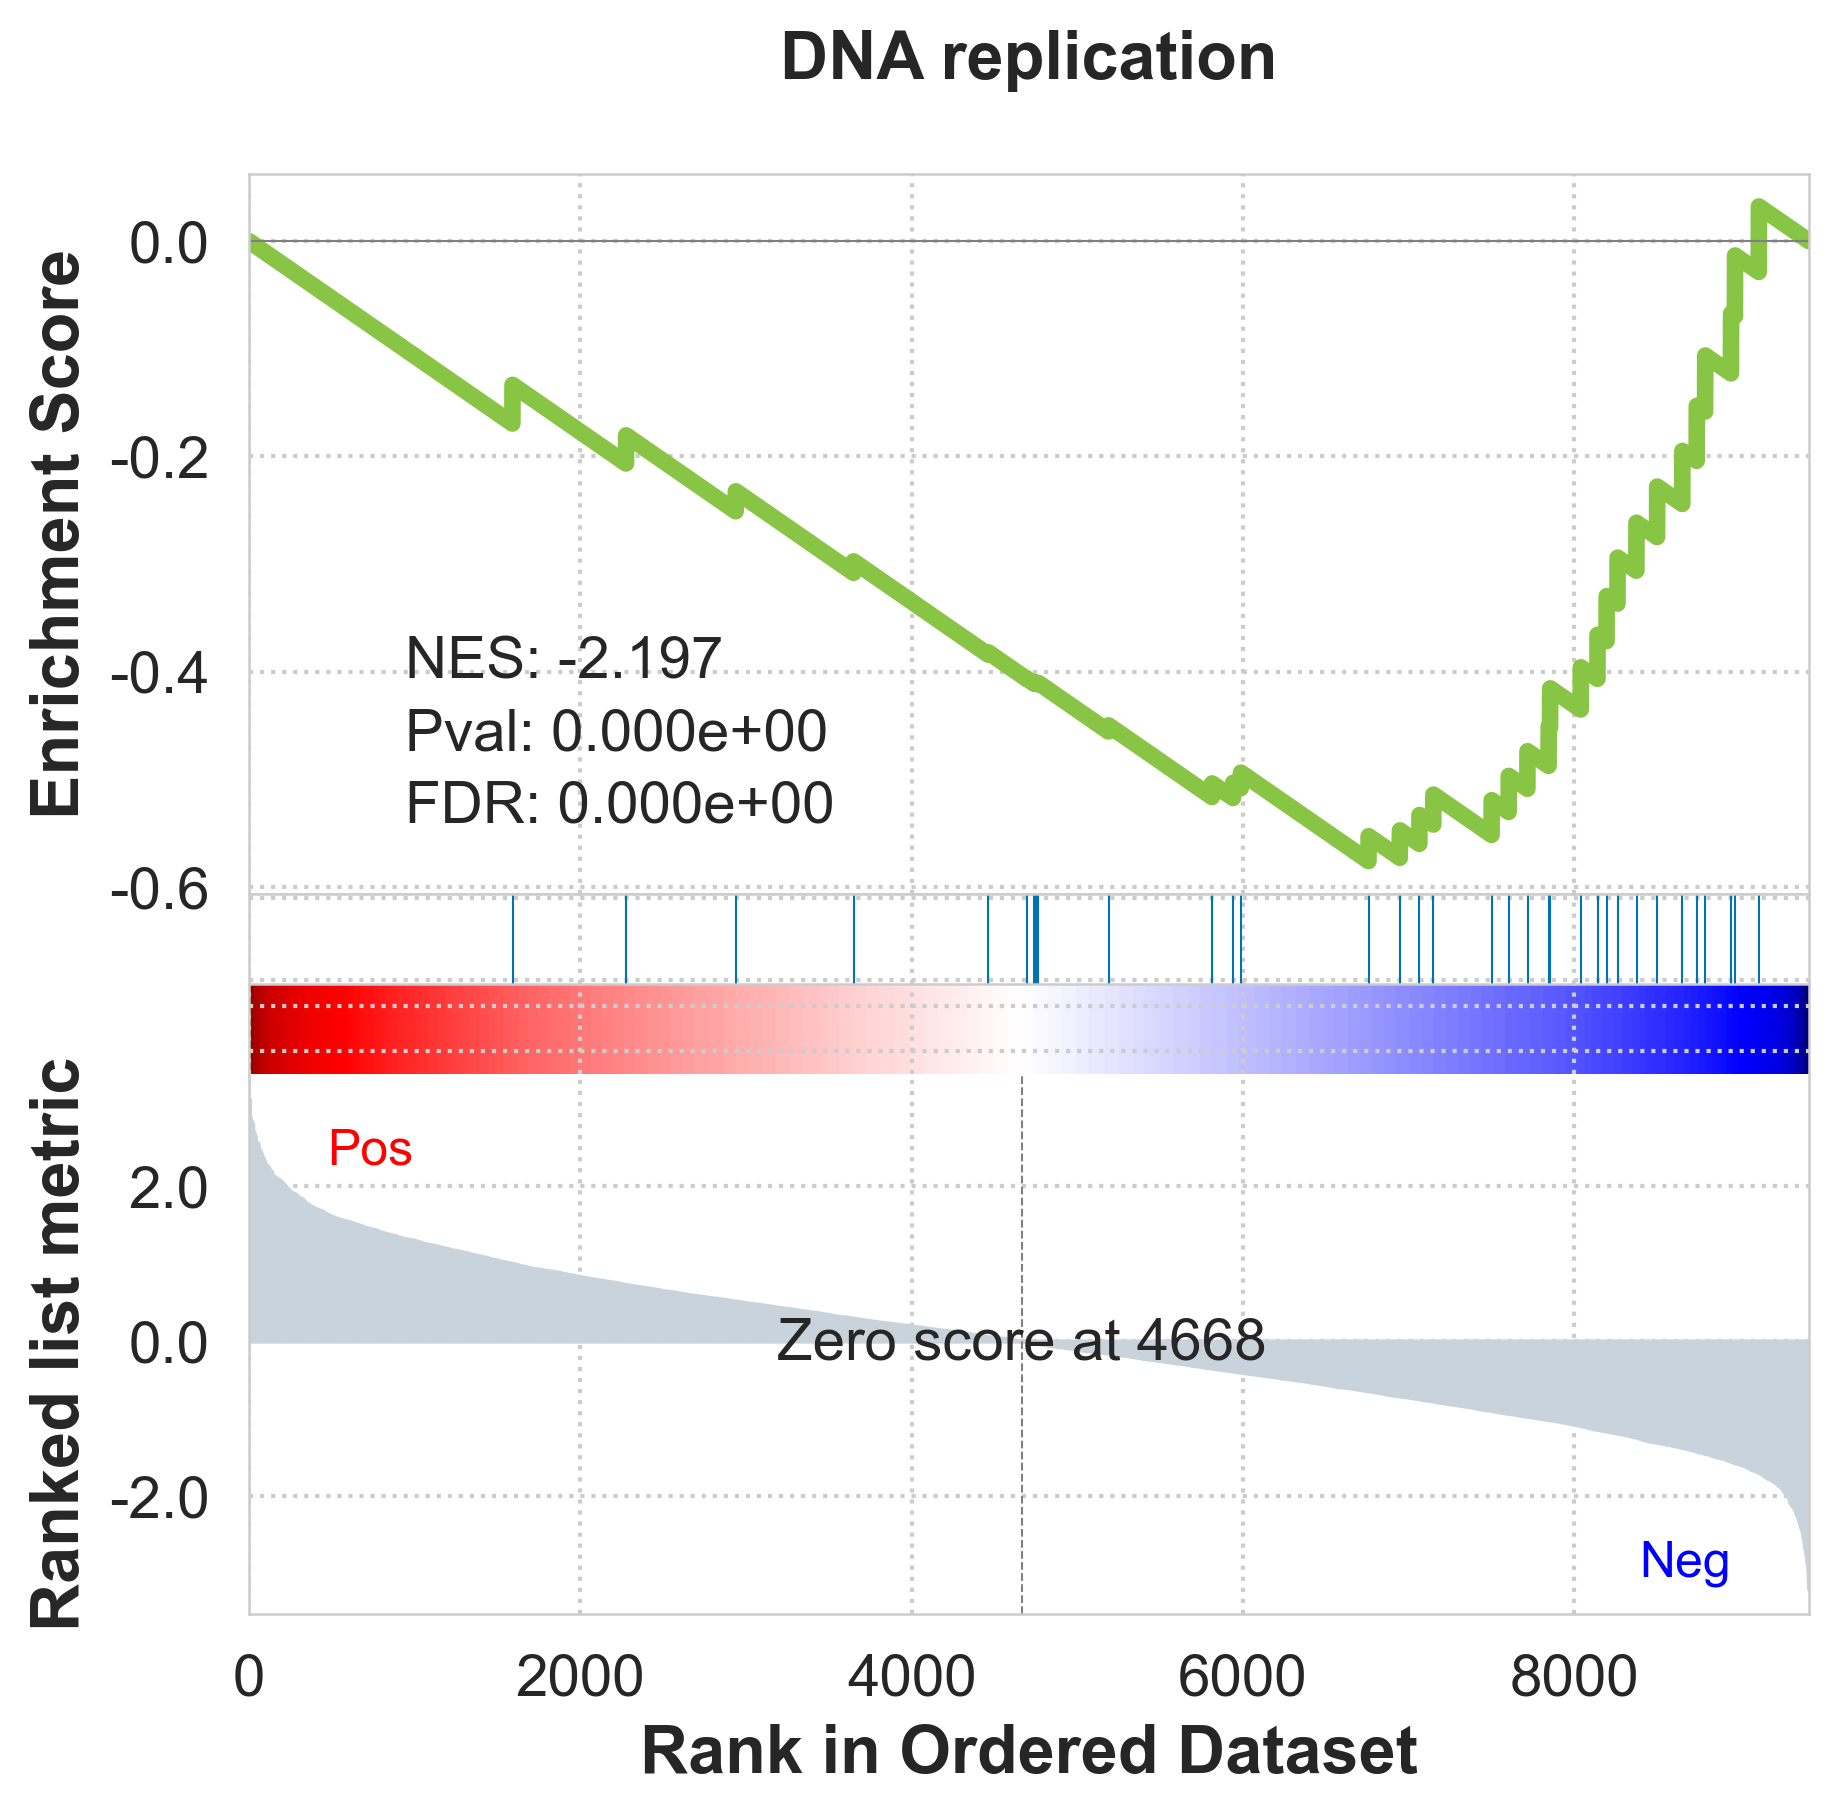 DNA replication
Enrichment Score
0.0
-0.2
-0.4
-0.6
NES: -2.197
Pval: 0.000e+00
FDR: 0.000e+00
Ranked list metric
2.0
0.0
-2.0
Pos
Zero score at 4668
Neg
0 2000 4000 6000 8000
Rank in Ordered Dataset